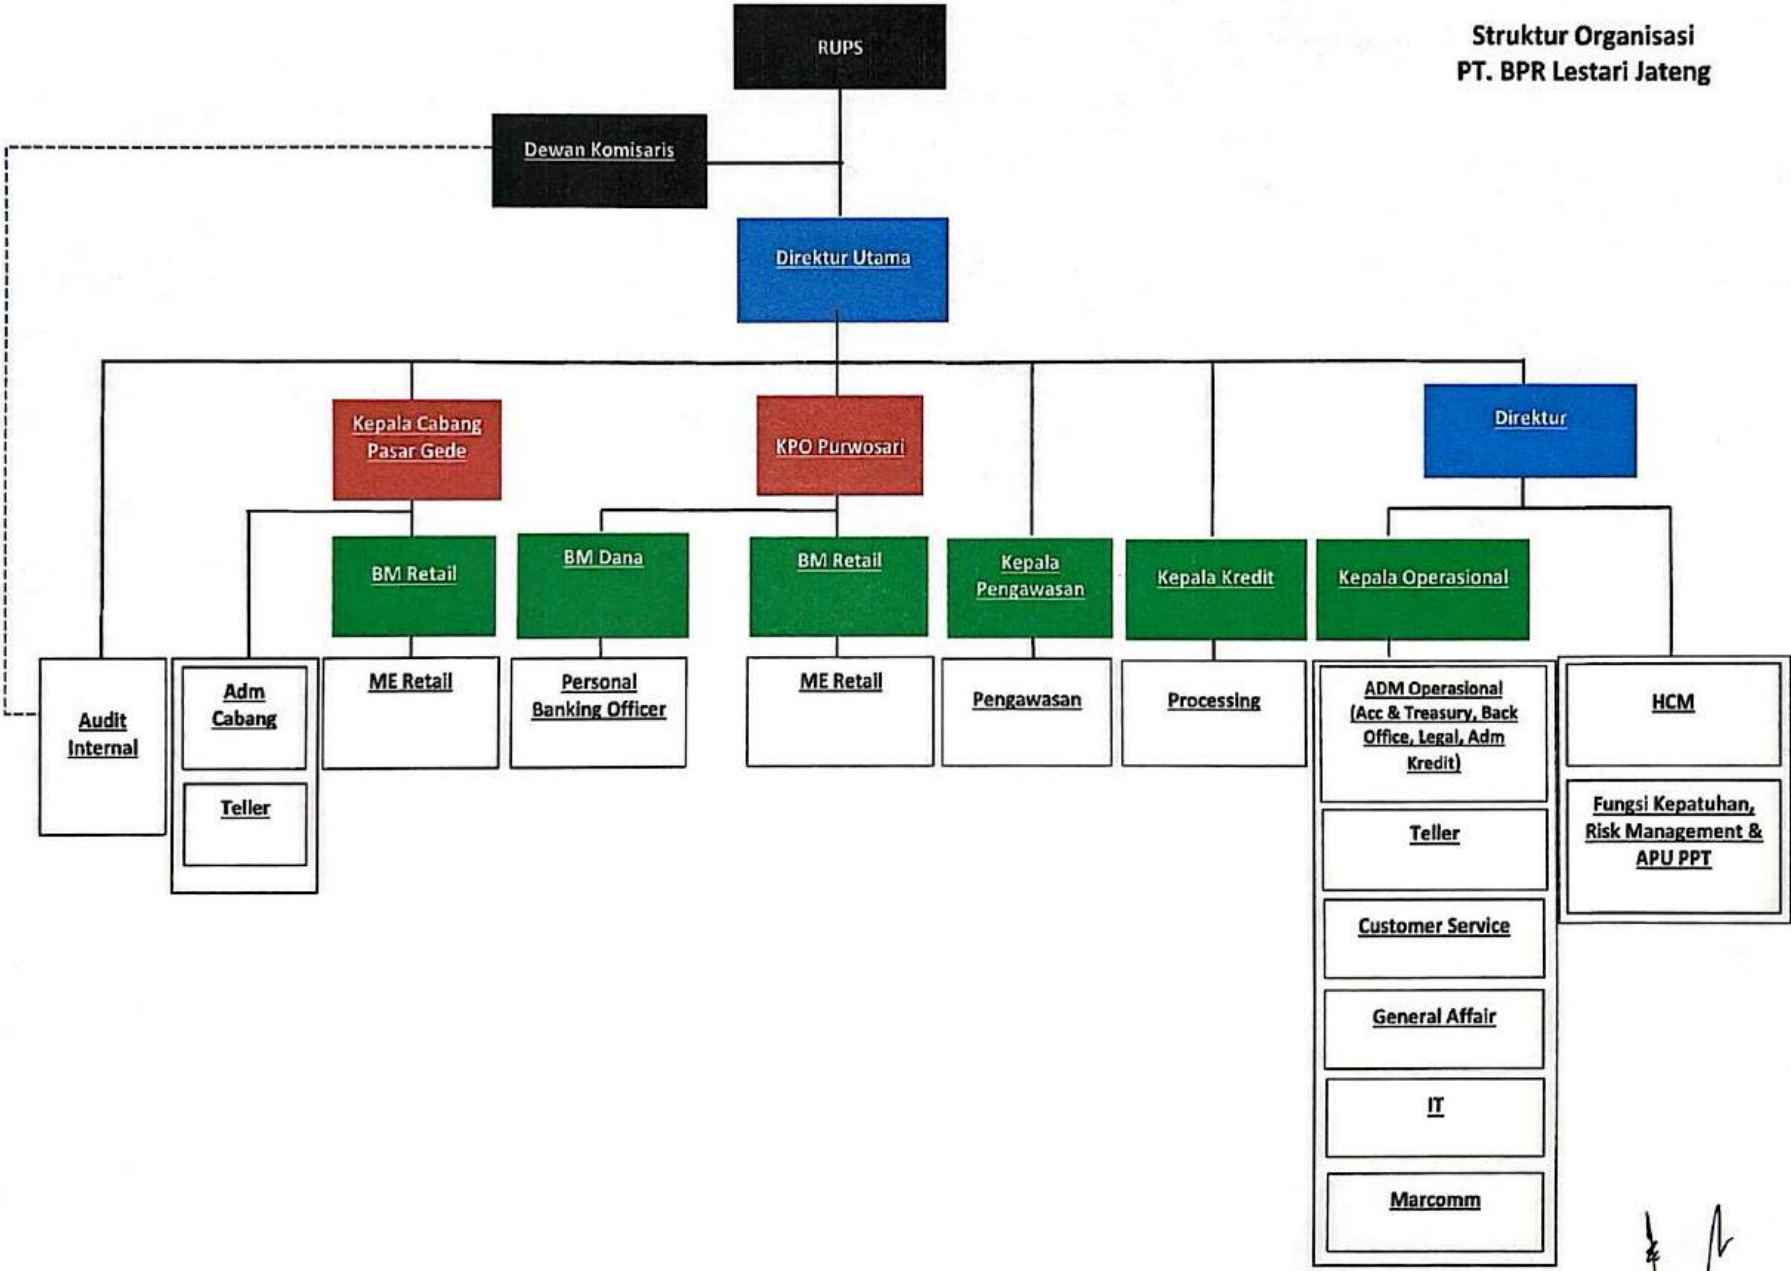 Struktur Organisasi
PT. BPR Lestari Jateng
RUPS
Dewan Komisaris
Direktur Utama
Kepala Cabang
Pasar Gede
KPO Purwosari
Direktur
BM Retail
BM Dana
BM Retail
Kepala
Pengawasan
Kepala Kredit
Kepala Operasional
Audit
Internal
Adm
Cabang
Teller
ME Retail
Personal
Banking Officer
ME Retail
Pengawasan
Processing
ADM Operasional
(Acc & Treasury, Back
Office, Legal, Adm
Kredit)
Teller
Customer Service
General Affair
IT
Marcomm
HCM
Fungsi Kepatuhan,
Risk Management &
APU PPT